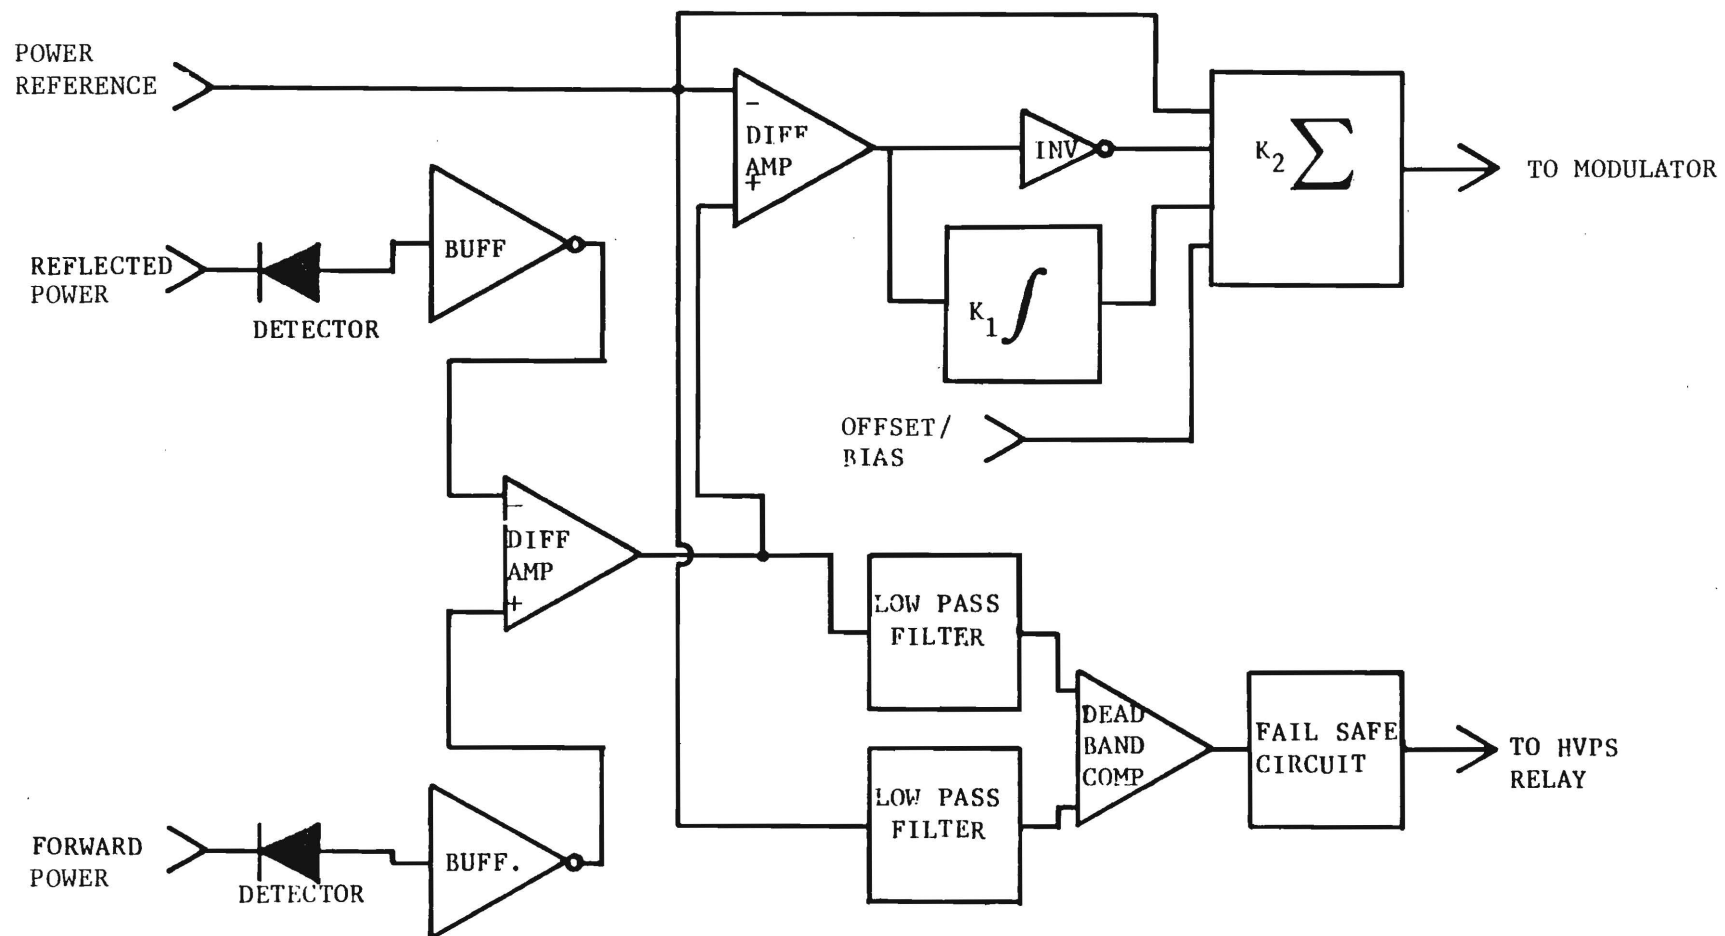 POWER
REFERENCE
-
DIFF
AMP
+
INV
K2 Σ
TO MODULATOR
BUFF
REFLECTED
POWER
DETECTOR
K1 ∫
OFFSET/
BIAS
-
DIFF
AMP
+
LOW PASS
FILTER
DEAD
BAND
COMP
FAIL SAFE
CIRCUIT
TO HVPS
RELAY
LOW PASS
FILTER
FORWARD
POWER
DETECTOR
BUFF.